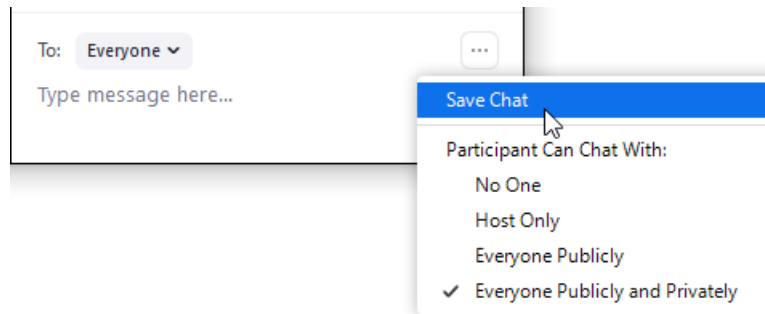 To: Everyone
...
Type message here...
Save Chat
Participant Can Chat With:
No One
Host Only
Everyone Publicly
Everyone Publicly and Privately